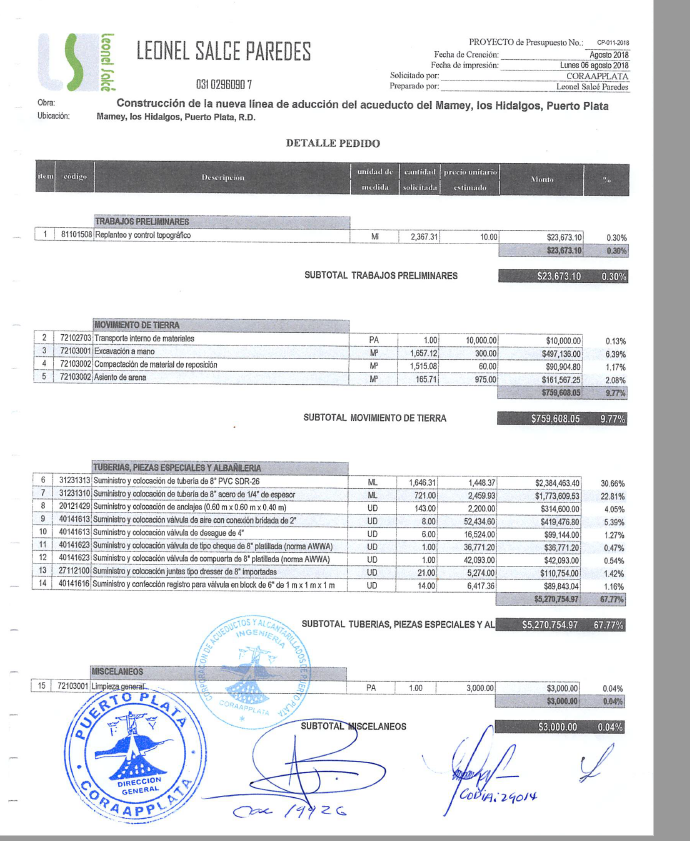 Leonel Salcé
LEONEL SALCE PAREDES
031 0296090 7
PROYECTO de Presupuesto No.: CP-011-2018
Fecha de Creción: Agosto 2018
Fecha de impresión: Lunes 06 agosto 2018
Solicitado por: CORAAPPLATA
Preparado por: Leonel Salcé Paredes
Obra: Construcción de la nueva linea de aducción del acueducto del Mamey, los Hidalgos, Puerto Plata
Ubicación: Mamey, los Hidalgos, Puerto Plata, R.D.
DETALLE PEDIDO
item código Descripción unidad de medida cantidad solicitada precio unitario estimado Monto %
TRABAJOS PRELIMINARES
1 81101508 Replanteo y control topográfico Ml 2,367.31 10.00 $23,673.10 0.30%
$23,673.10 0.30%
SUBTOTAL TRABAJOS PRELIMINARES $23,673.10 0.30%
MOVIMIENTO DE TIERRA
2 72102703 Transporte interno de materiales PA 1.00 10,000.00 $10,000.00 0.13%
3 72103001 Excavación a mano M³ 1,657.12 300.00 $497,136.00 6.39%
4 72103002 Compactación de material de reposición M³ 1,515.08 60.00 $90,904.80 1.17%
5 72103002 Asiento de arena M³ 165.71 975.00 $161,567.25 2.08%
$759,608.05 9.77%
SUBTOTAL MOVIMIENTO DE TIERRA $759,608.05 9.77%
TUBERIAS, PIEZAS ESPECIALES Y ALBAÑILERIA
6 31231313 Suministro y colocación de tubería de 8" PVC SDR-26 ML 1,646.31 1,448.37 $2,384,463.40 30.66%
7 31231310 Suministro y colocación de tubería de 8" acero de 1/4" de espesor ML 721.00 2,459.93 $1,773,609.53 22.81%
8 20121429 Suministro y colocación de anclajes (0.60 m x 0.60 m x 0.40 m) UD 143.00 2,200.00 $314,600.00 4.05%
9 40141613 Suministro y colocación válvula de aire con conexión bridada de 2" UD 8.00 52,434.60 $419,476.80 5.39%
10 40141613 Suministro y colocación válvula de desague de 4" UD 6.00 16,524.00 $99,144.00 1.27%
11 40141623 Suministro y colocación válvula de tipo cheque de 8" platillada (norma AWWA) UD 1.00 36,771.20 $36,771.20 0.47%
12 40141623 Suministro y colocación válvula de compuerta de 8" platillada (norma AWWA) UD 1.00 42,093.00 $42,093.00 0.54%
13 27112100 Suministro y colocación juntas tipo dresser de 8" importadas UD 21.00 5,274.00 $110,754.00 1.42%
14 40141616 Suministro y confección registro para válvula en block de 6" de 1 m x 1 m x 1 m UD 14.00 6,417.36 $89,843.04 1.16%
$5,270,754.97 67.77%
SUBTOTAL TUBERIAS, PIEZAS ESPECIALES Y AL $5,270,754.97 67.77%
CORPORACION DE ACUEDUCTOS Y ALCANTARILLADOS DE PUERTO PLATA
INGENIERIA
CORAAPPLATA
MISCELANEOS
15 72103001 Limpieza general PA 1.00 3,000.00 $3,000.00 0.04%
$3,000.00 0.04%
SUBTOTAL MISCELANEOS $3,000.00 0.04%
PUERTO PLATA
DIRECCION
GENERAL
CORAAPPLATA
19926
CODIA: 29014